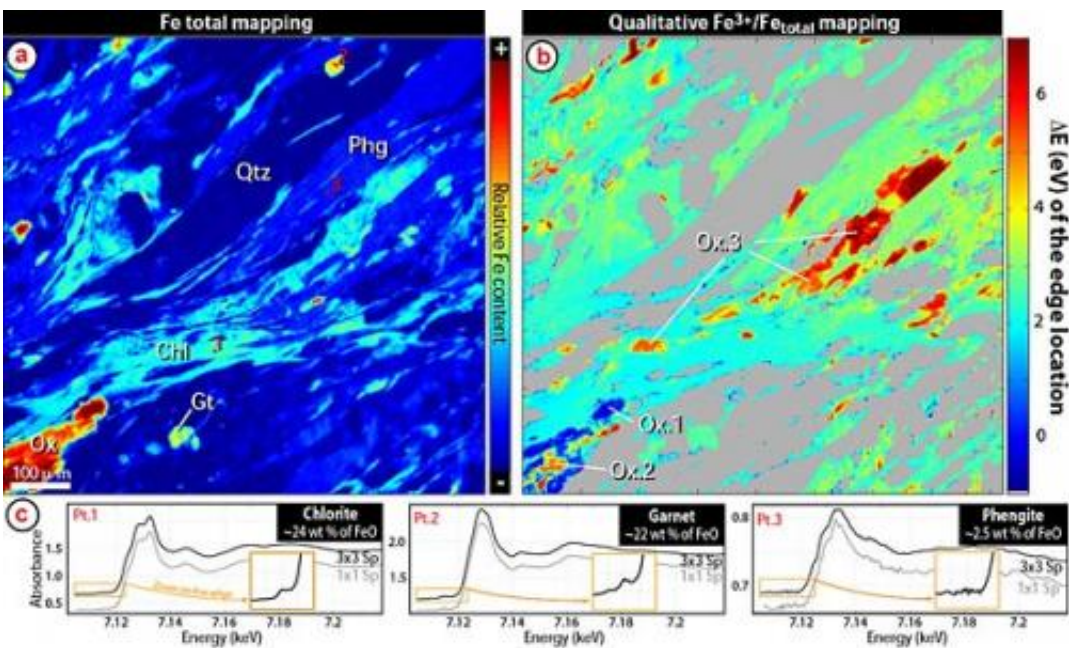 Fe total mapping
Qualitative Fe³⁺/Fe_total mapping
a
b
+
Relative Fe content
-
Qtz
Phg
Chl
Gt
Ox
100 µm
2
3
1
Ox.3
Ox.1
Ox.2
6
4
2
0
ΔE (eV) of the edge location
c
Pt.1
Chlorite
~24 wt % of FeO
3x3 Sp
1x1 Sp
Absorbance
1.5
1.0
0.5
7.12 7.14 7.16 7.18 7.2
Energy (keV)
Pt.2
Garnet
~22 wt % of FeO
3x3 Sp
1x1 Sp
2.0
1.5
7.12 7.14 7.16 7.18 7.2
Energy (keV)
Pt.3
Phengite
~2.5 wt % of FeO
3x3 Sp
1x1 Sp
0.8
0.7
7.12 7.14 7.16 7.18 7.2
Energy (keV)